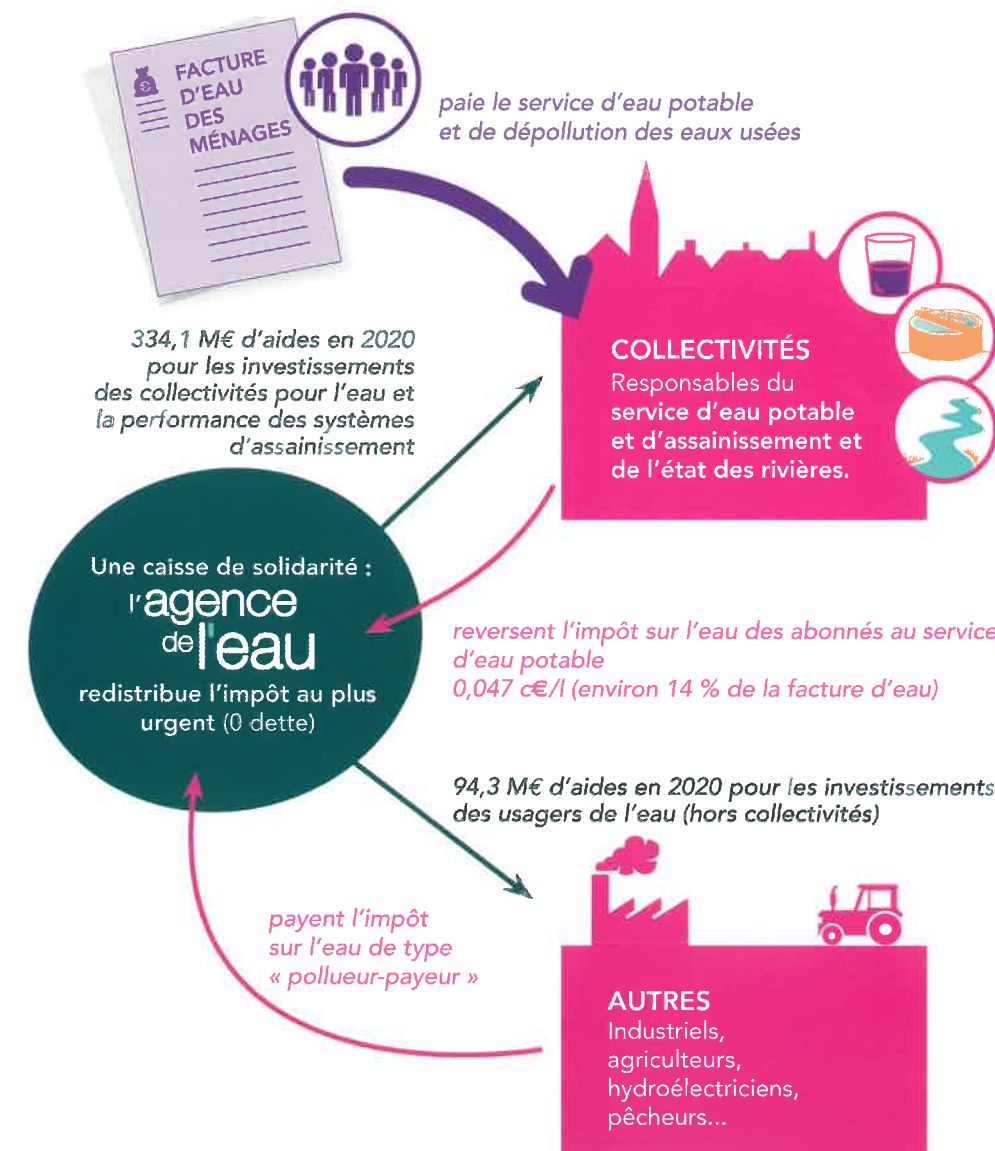 FACTURE
D'EAU
DES
MÉNAGES
paie le service d'eau potable
et de dépollution des eaux usées
334,1 M€ d'aides en 2020
pour les investissements
des collectivités pour l'eau et
la performance des systèmes
d'assainissement
COLLECTIVITÉS
Responsables du
service d'eau potable
et d'assainissement et
de l'état des rivières.
Une caisse de solidarité :
l'agence
de l'eau
redistribue l'impôt au plus
urgent (0 dette)
reversent l'impôt sur l'eau des abonnés au service
d'eau potable
0,047 c€/l (environ 14 % de la facture d'eau)
94,3 M€ d'aides en 2020 pour les investissements
des usagers de l'eau (hors collectivités)
payent l'impôt
sur l'eau de type
« pollueur-payeur »
AUTRES
Industriels,
agriculteurs,
hydroélectriciens,
pêcheurs...